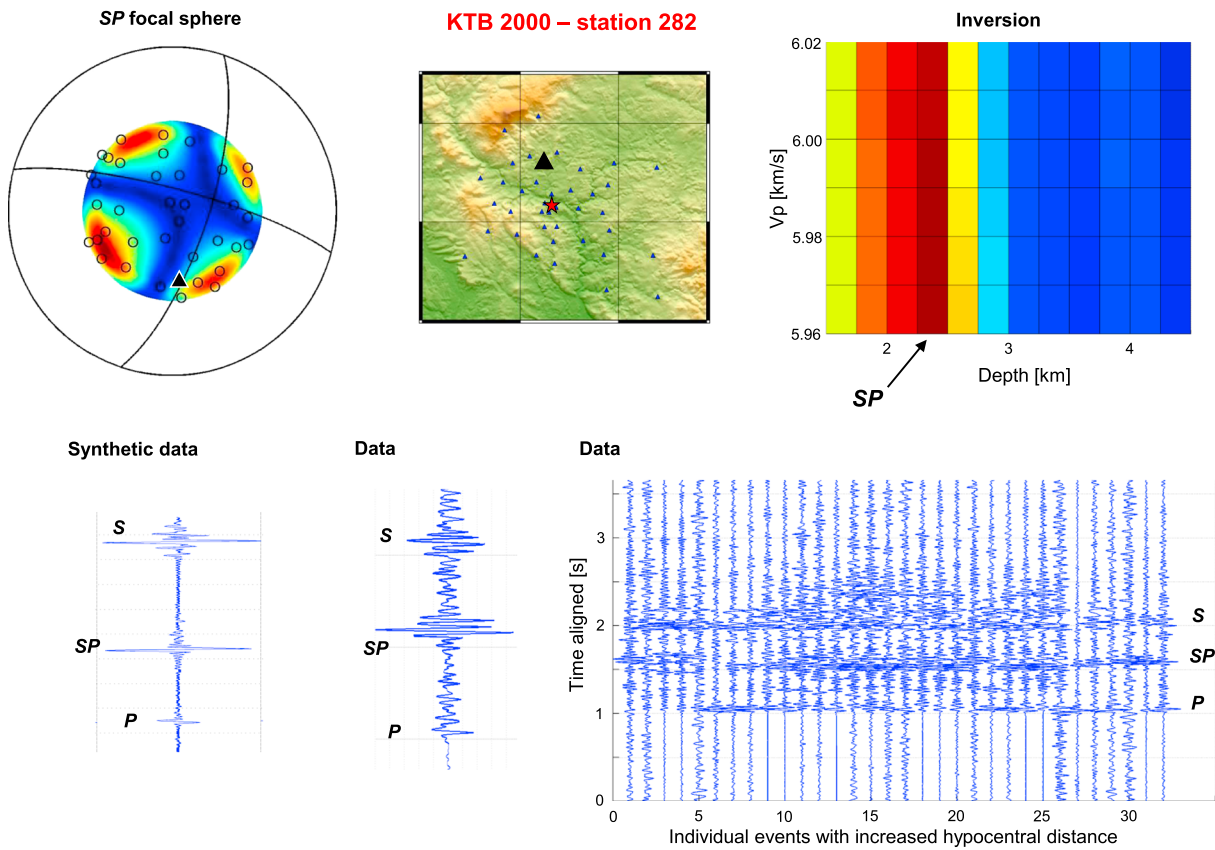 SP focal sphere
KTB 2000 – station 282
Inversion
6.02
6.00
5.98
5.96
Vp [km/s]
2
3
4
Depth [km]
SP
Synthetic data
Data
Data
S
SP
P
S
SP
P
3
2
1
0
Time aligned [s]
S
SP
P
0
5
10
15
20
25
30
Individual events with increased hypocentral distance